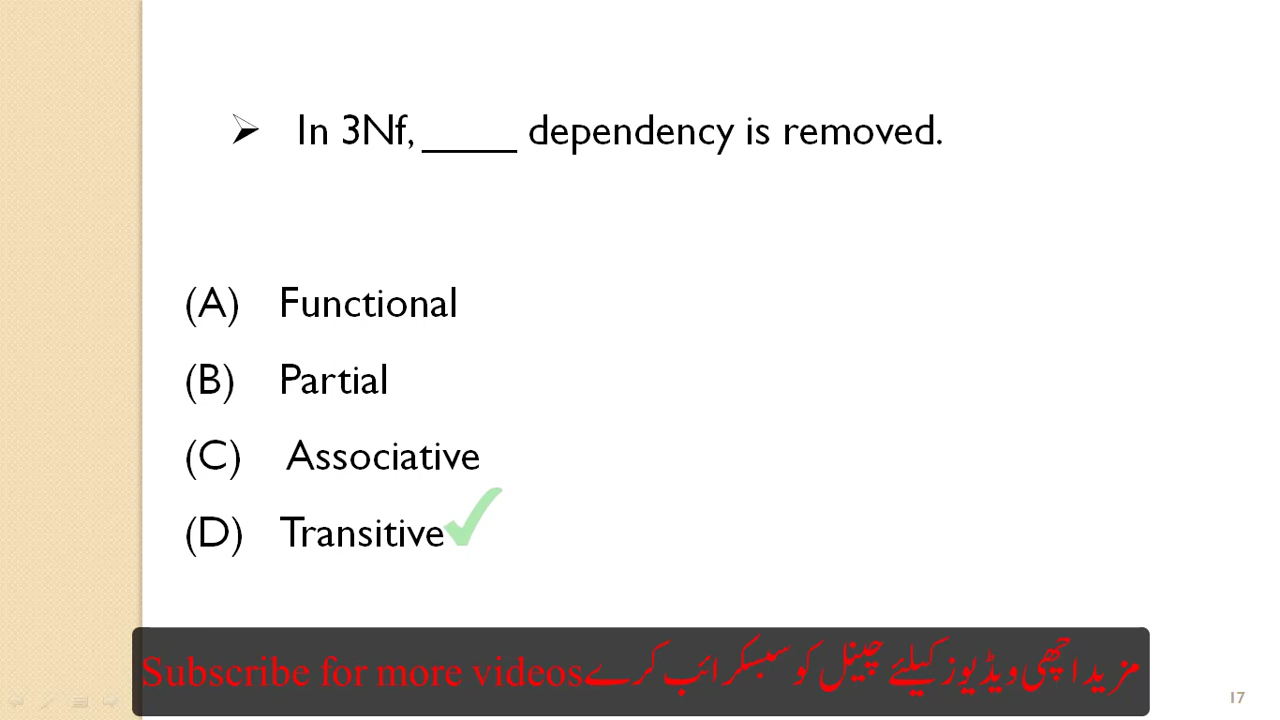 ➢ In 3Nf, ____ dependency is removed.
(A) Functional
(B) Partial
(C) Associative
(D) Transitive
Subscribe for more videos مزید اچھی ویڈیوز کیلئے چینل کو سبسکرائب کرے
17